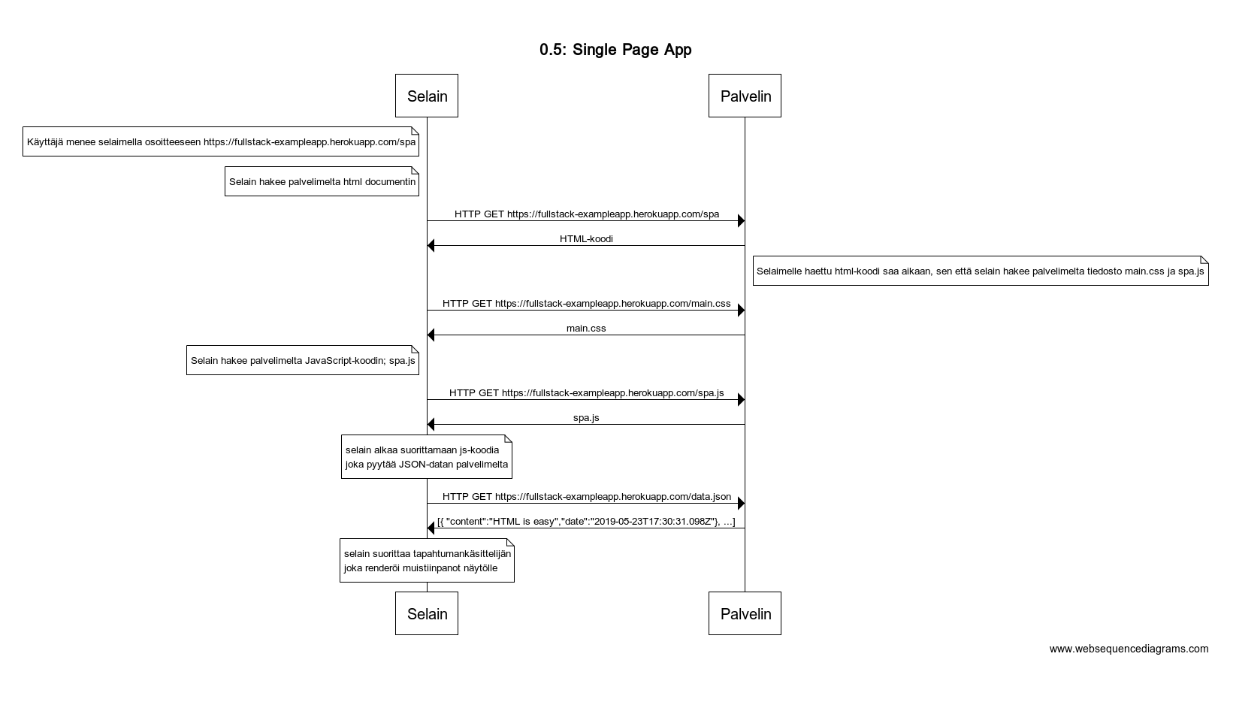 0.5: Single Page App
Selain
Palvelin
Käyttäjä menee selaimella osoitteeseen https://fullstack-exampleapp.herokuapp.com/spa
Selain hakee palvelimelta html documentin
HTTP GET https://fullstack-exampleapp.herokuapp.com/spa
HTML-koodi
Selaimelle haettu html-koodi saa aikaan, sen että selain hakee palvelimelta tiedosto main.css ja spa.js
HTTP GET https://fullstack-exampleapp.herokuapp.com/main.css
main.css
Selain hakee palvelimelta JavaScript-koodin; spa.js
HTTP GET https://fullstack-exampleapp.herokuapp.com/spa.js
spa.js
selain alkaa suorittamaan js-koodia
joka pyytää JSON-datan palvelimelta
HTTP GET https://fullstack-exampleapp.herokuapp.com/data.json
[{ "content":"HTML is easy","date":"2019-05-23T17:30:31.098Z"}, ...]
selain suorittaa tapahtumankäsittelijän
joka renderöi muistiinpanot näytölle
Selain
Palvelin
www.websequencediagrams.com